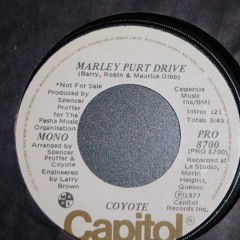 MARLEY PURT DRIVE
(Barry, Robin & Maurice Gibb)
*Not For Sale
Produced by
Spencer
Proffer
for The
Pasha Music
Organisation
MONO
Arranged by
Spencer
Proffer &
Coyote
Engineered
by Larry
Brown
Casserole
Music
Inc/BMI
Intro: 21
Total: 3:45
PRO
8700
(PRO 8700)
Recorded at
Le Studio,
Morin
Heights,
Quebec
℗1977
Capitol
Records Inc.
COYOTE
Capitol